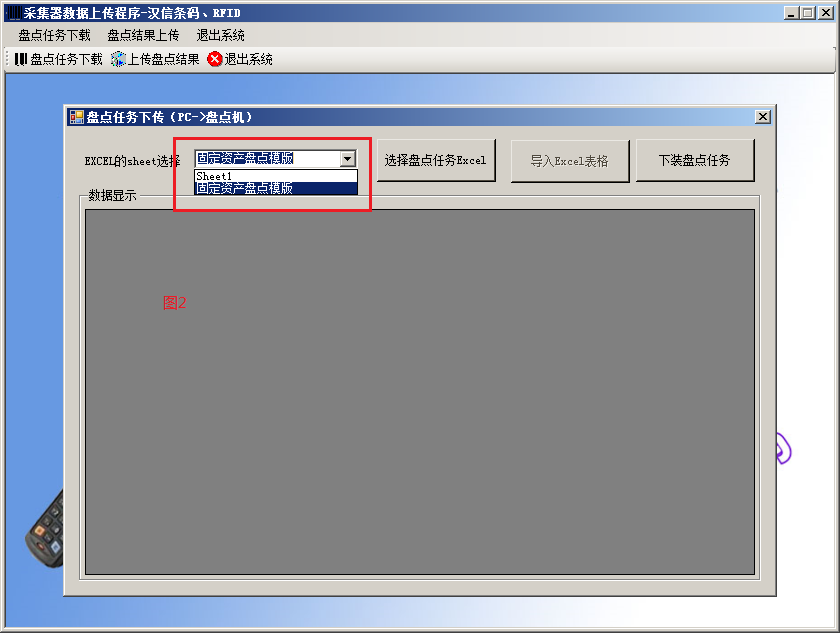 采集器数据上传程序-汉信条码、RFID
盘点任务下载 盘点结果上传 退出系统
盘点任务下载 上传盘点结果 退出系统
盘点任务下传（PC->盘点机）
EXCEL的sheet选择 固定资产盘点模版 选择盘点任务Excel 导入Excel表格 下装盘点任务
Sheet1
固定资产盘点模版
数据显示
图2